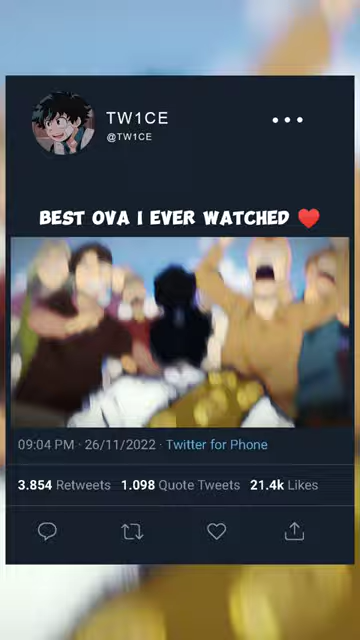 TW1CE
@TW1CE
BEST OVA I EVER WATCHED ♥️
09:04 PM · 26/11/2022 · Twitter for Phone
3.854 Retweets 1.098 Quote Tweets 21.4k Likes